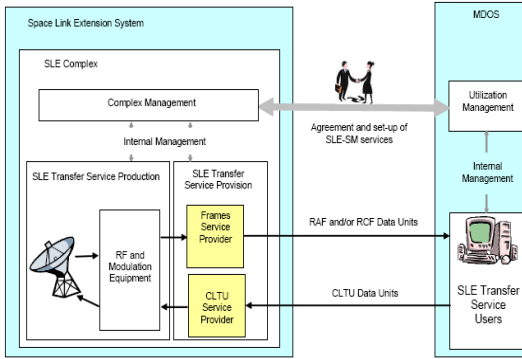 Space Link Extension System
MDOS
SLE Complex
Complex Management
Utilization
Management
Agreement and set-up of
SLE-SM services
Internal Management
Internal
Management
SLE Transfer Service Production
SLE Transfer
Service Provision
Frames
Service
Provider
RF and
Modulation
Equipment
RAF and/or RCF Data Units
CLTU
Service
Provider
CLTU Data Units
SLE Transfer
Service
Users